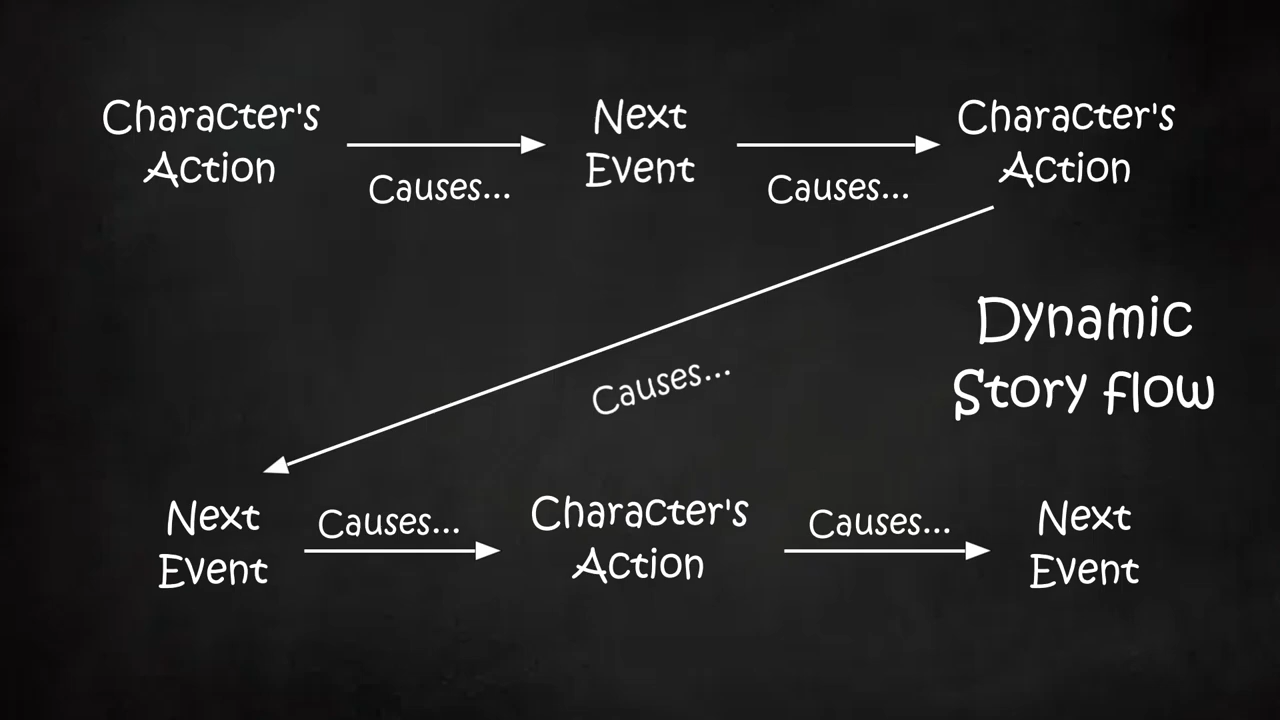 Character's
Action
Causes...
Next
Event
Causes...
Character's
Action
Causes...
Dynamic
Story flow
Next
Event
Causes...
Character's
Action
Causes...
Next
Event